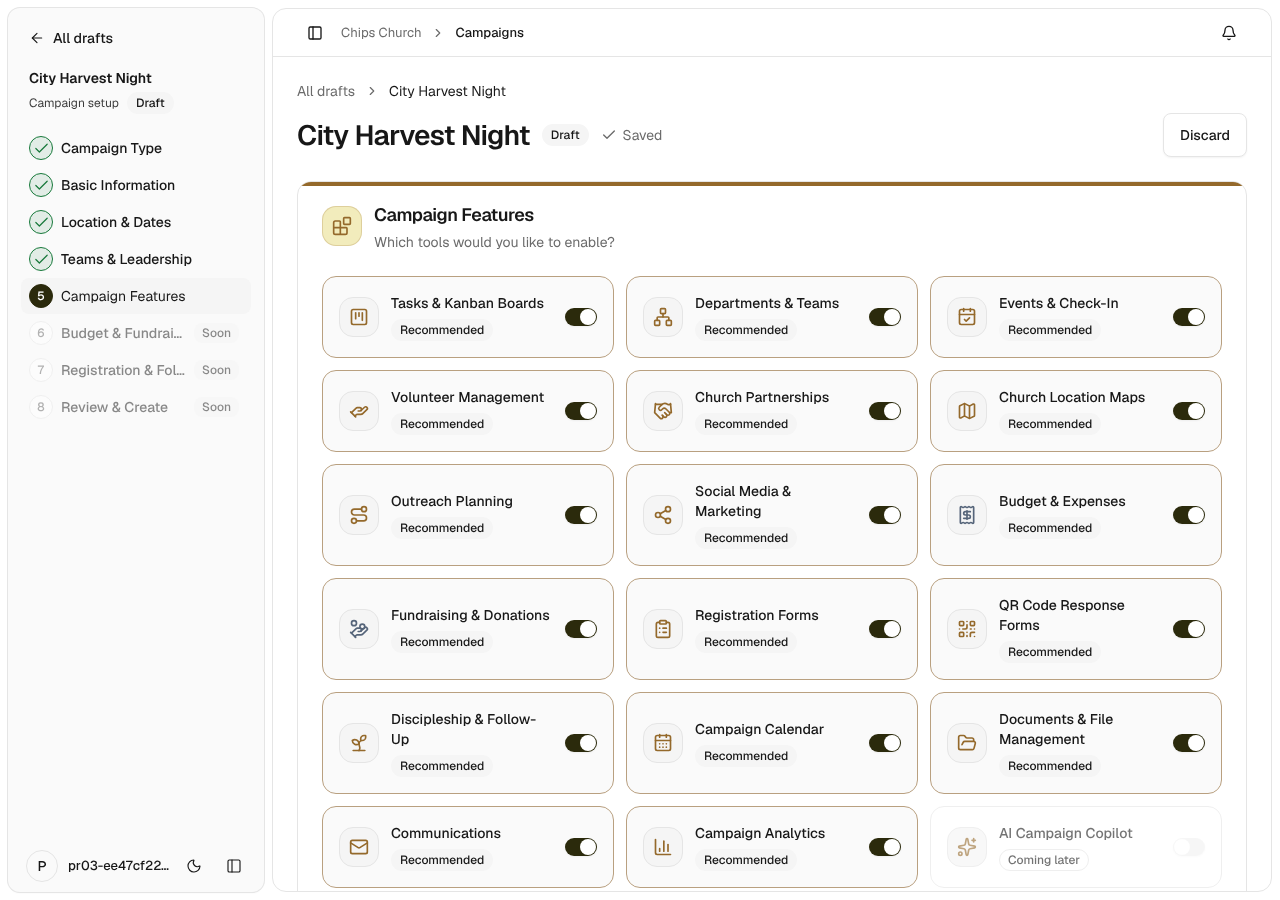 All drafts
City Harvest Night
Campaign setup Draft
Campaign Type
Basic Information
Location & Dates
Teams & Leadership
5 Campaign Features
6 Budget & Fundrai... Soon
7 Registration & Fol... Soon
8 Review & Create Soon
P pr03-ee47cf22...
Chips Church > Campaigns
All drafts > City Harvest Night
City Harvest Night Draft Saved
Discard
Campaign Features
Which tools would you like to enable?
Tasks & Kanban Boards
Recommended
Departments & Teams
Recommended
Events & Check-In
Recommended
Volunteer Management
Recommended
Church Partnerships
Recommended
Church Location Maps
Recommended
Outreach Planning
Recommended
Social Media &
Marketing
Recommended
Budget & Expenses
Recommended
Fundraising & Donations
Recommended
Registration Forms
Recommended
QR Code Response
Forms
Recommended
Discipleship & Follow-
Up
Recommended
Campaign Calendar
Recommended
Documents & File
Management
Recommended
Communications
Recommended
Campaign Analytics
Recommended
AI Campaign Copilot
Coming later